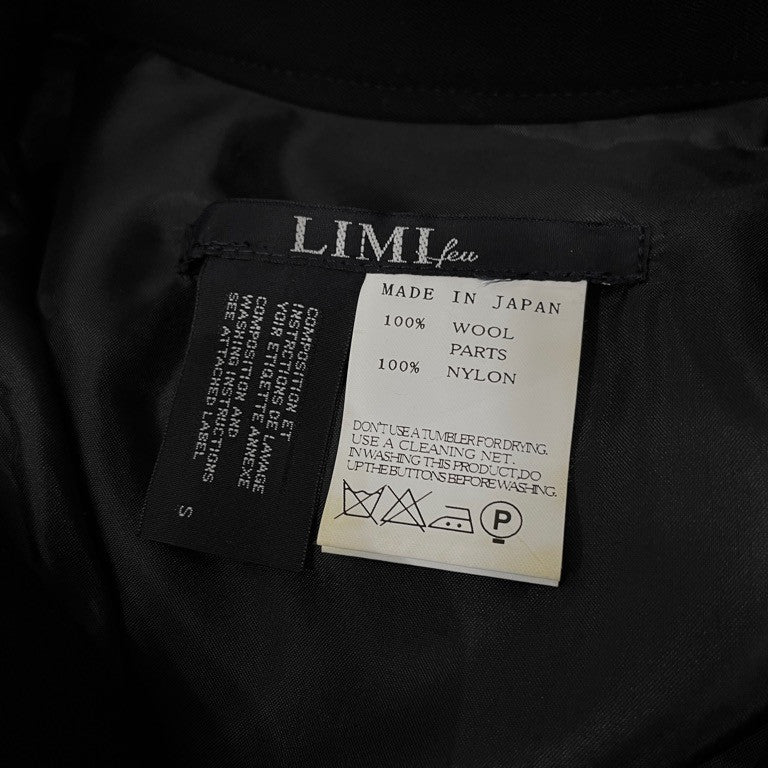 LIMI feu
COMPOSITION ET
INSTRUCTIONS DE LAVAGE
VOIR ETIQETTE ANNEXE
COMPOSITION AND
WASHING INSTRUCTIONS
SEE ATTACHED LABEL
S
MADE IN JAPAN
100% WOOL
PARTS
100% NYLON
DON'T USE A TUMBLER FOR DRYING.
USE A CLEANING NET.
IN WASHING THIS PRODUCT,DO
UP THE BUTTONS BEFORE WASHING.
P